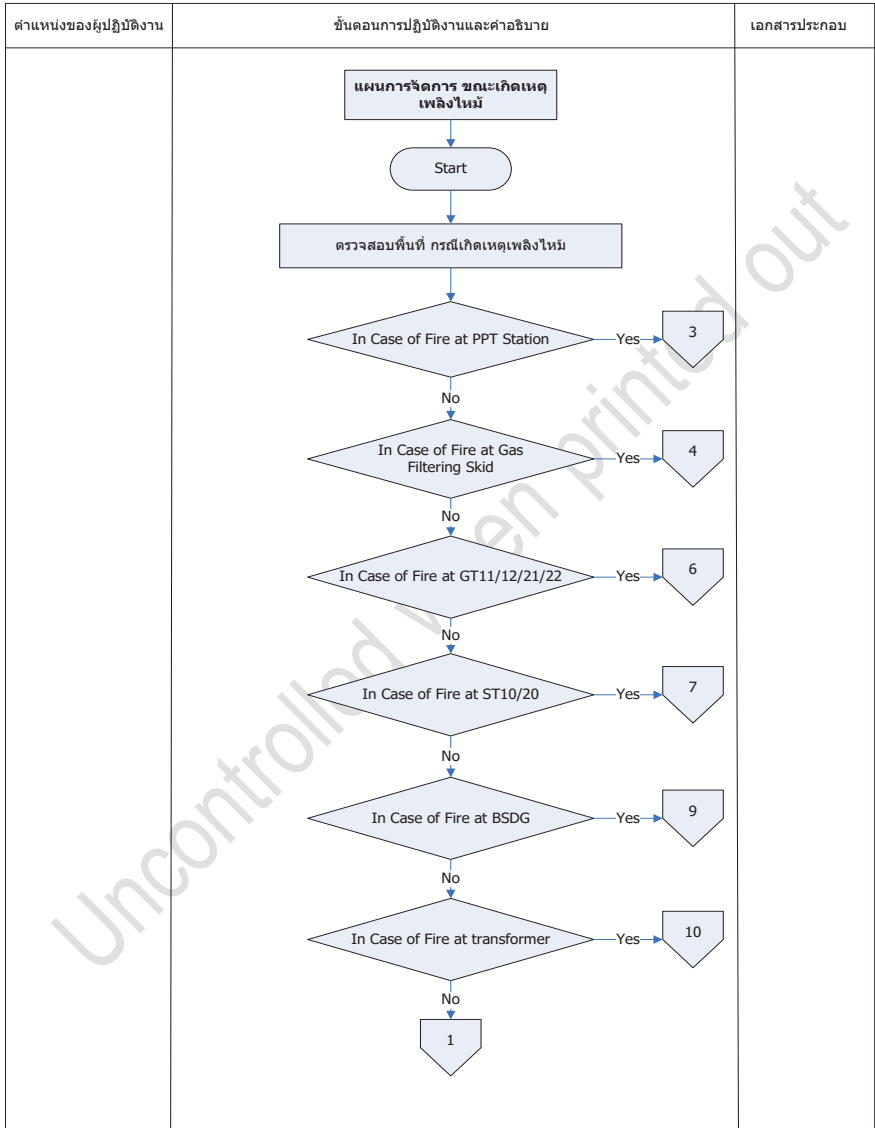 ตำแหน่งของผู้ปฏิบัติงาน
ขั้นตอนการปฏิบัติงานและคำอธิบาย
เอกสารประกอบ
แผนการจัดการ ขณะเกิดเหตุ
เพลิงไหม้
Start
ตรวจสอบพื้นที่ กรณีเกิดเหตุเพลิงไหม้
In Case of Fire at PPT Station
Yes
3
No
In Case of Fire at Gas
Filtering Skid
Yes
4
No
In Case of Fire at GT11/12/21/22
Yes
6
No
In Case of Fire at ST10/20
Yes
7
No
In Case of Fire at BSDG
Yes
9
No
In Case of Fire at transformer
Yes
10
No
1
Uncontrolled when printed out